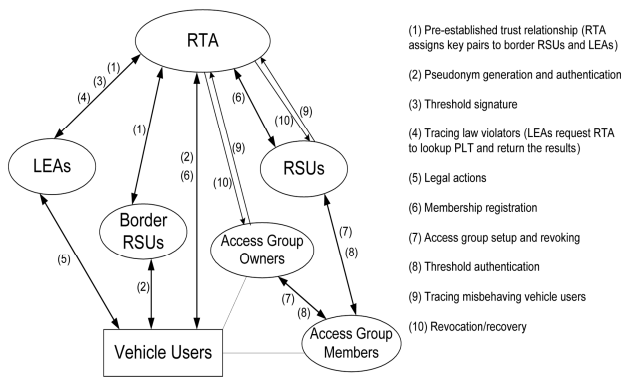 RTA
(1)
(3)
(4)
(1)
(2)
(6)
(9)
(10)
(6)
(10)
(9)
LEAs
RSUs
Border
RSUs
Access Group
Owners
(5)
(2)
(7)
(8)
(7)
(8)
Vehicle Users
Access Group
Members
(1) Pre-established trust relationship (RTA
assigns key pairs to border RSUs and LEAs)
(2) Pseudonym generation and authentication
(3) Threshold signature
(4) Tracing law violators (LEAs request RTA
to lookup PLT and return the results)
(5) Legal actions
(6) Membership registration
(7) Access group setup and revoking
(8) Threshold authentication
(9) Tracing misbehaving vehicle users
(10) Revocation/recovery